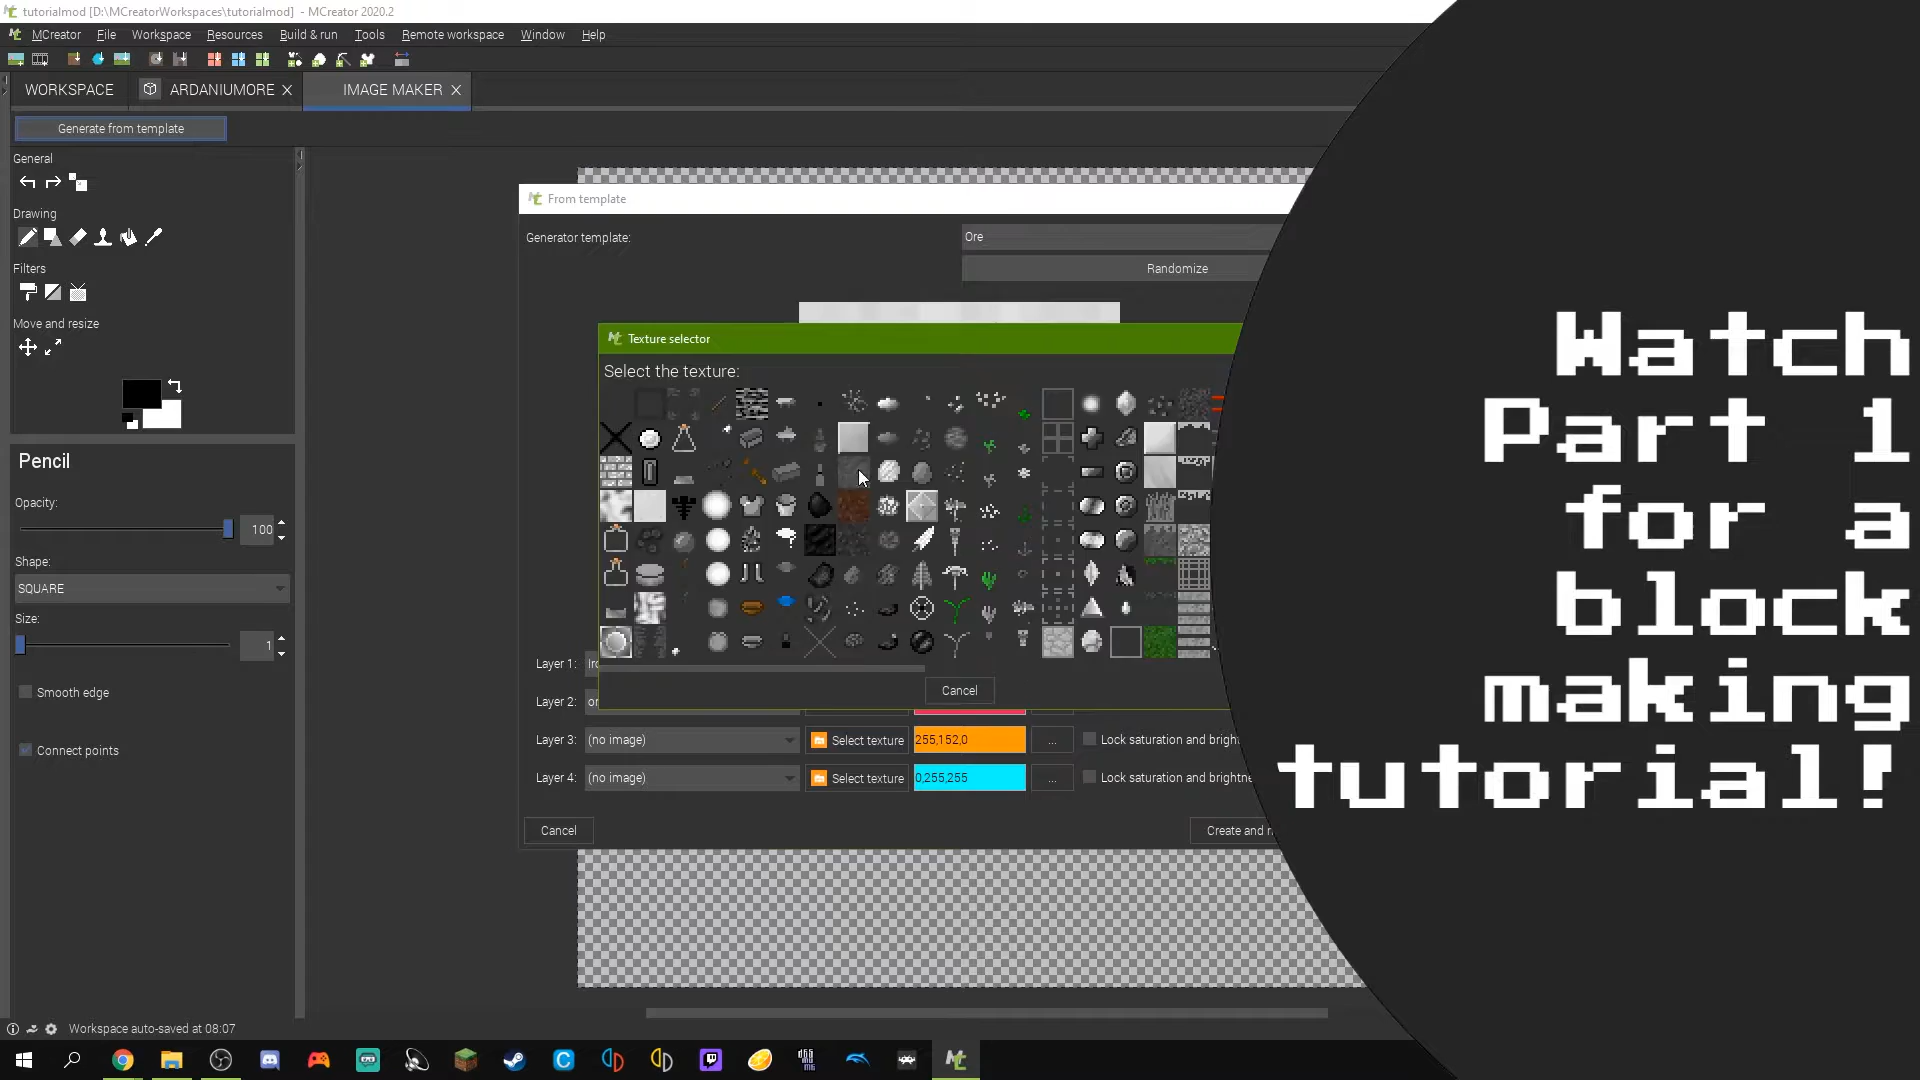 tutorialmod [D:\MCreatorWorkspaces\tutorialmod] - MCreator 2020.2
MCreator File Workspace Resources Build & run Tools Remote workspace Window Help
WORKSPACE ARDANIUMORE IMAGE MAKER
Generate from template
General
Drawing
Filters
Move and resize
Pencil
Opacity:
100
Shape:
SQUARE
Size:
1
Smooth edge
Connect points
From template
Generator template: Ore
Randomize
Texture selector
Select the texture:
Cancel
Layer 1:
Layer 2:
Layer 3: (no image) Select texture 255,152,0 ... Lock saturation and brigh
Layer 4: (no image) Select texture 0,255,255 ... Lock saturation and brightne
Cancel Create and
Workspace auto-saved at 08:07
Watch
Part 1
for a
block
making
tutorial!